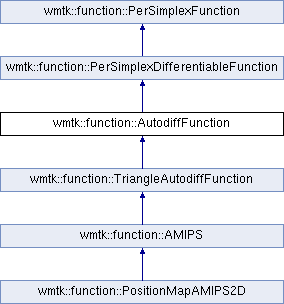 wmtk::function::PerSimplexFunction
wmtk::function::PerSimplexDifferentiableFunction
wmtk::function::AutodiffFunction
wmtk::function::TriangleAutodiffFunction
wmtk::function::AMIPS
wmtk::function::PositionMapAMIPS2D